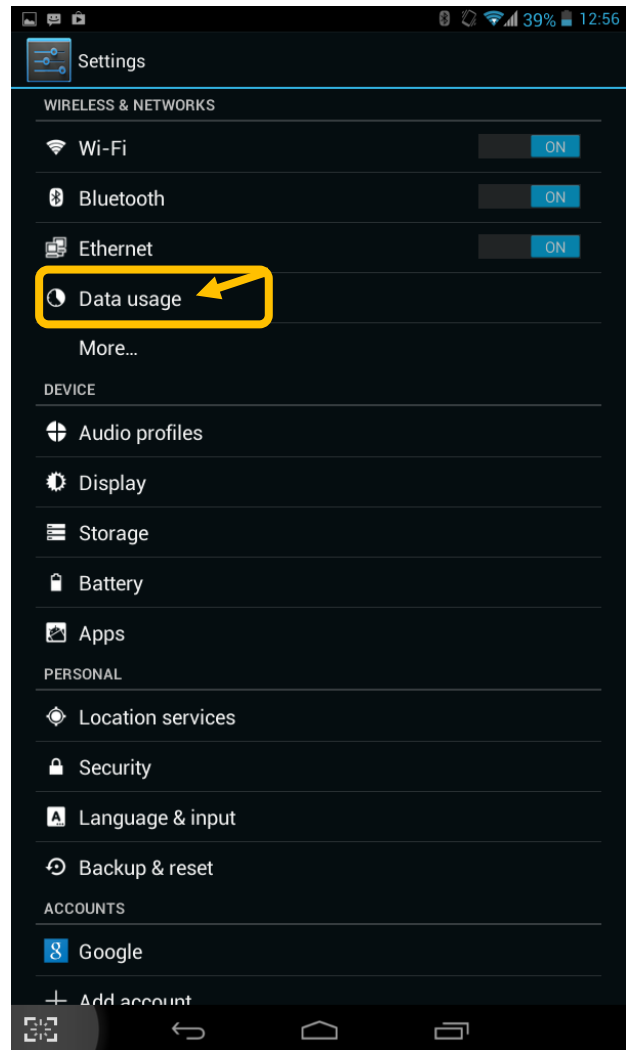 39% 12:56
Settings
WIRELESS & NETWORKS
Wi-Fi ON
Bluetooth ON
Ethernet ON
Data usage
More...
DEVICE
Audio profiles
Display
Storage
Battery
Apps
PERSONAL
Location services
Security
A
Language & input
Backup & reset
ACCOUNTS
8 Google
Add account